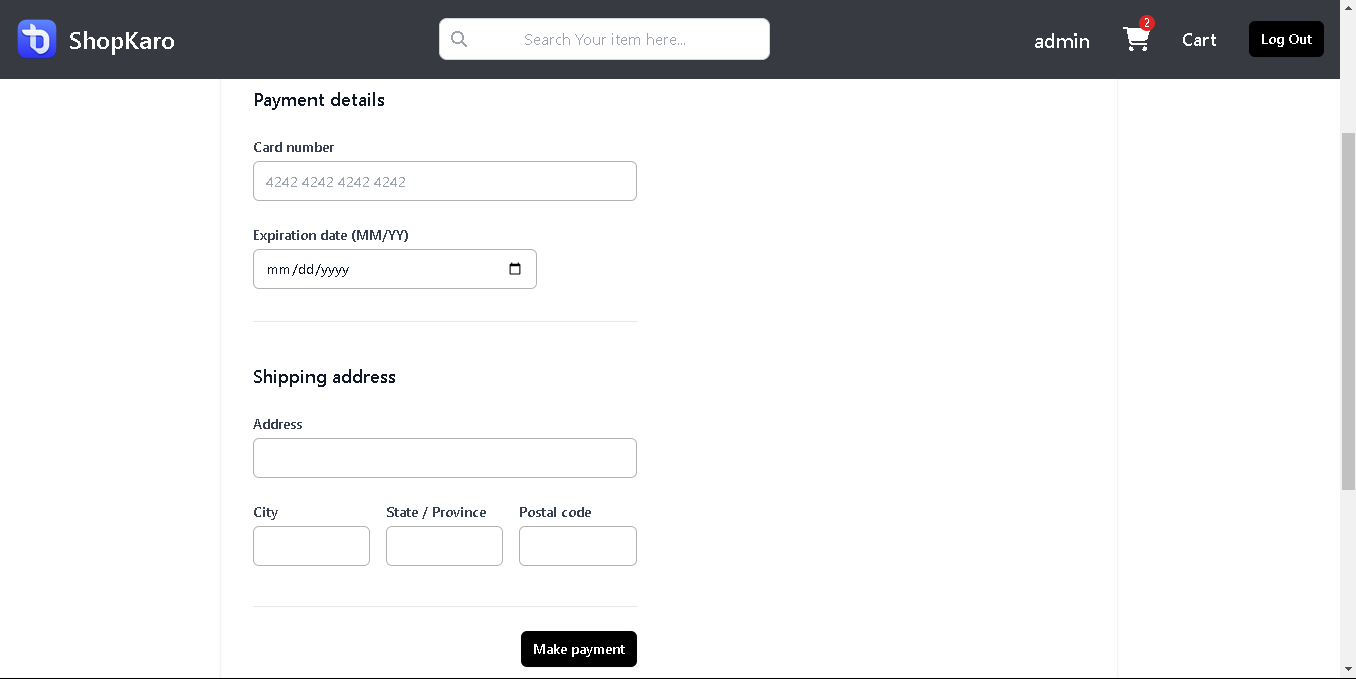 ShopKaro
Search Your item here...
admin
2
Cart
Log Out
Payment details
Card number
4242 4242 4242 4242
Expiration date (MM/YY)
mm/dd/yyyy
Shipping address
Address
City State / Province Postal code
Make payment